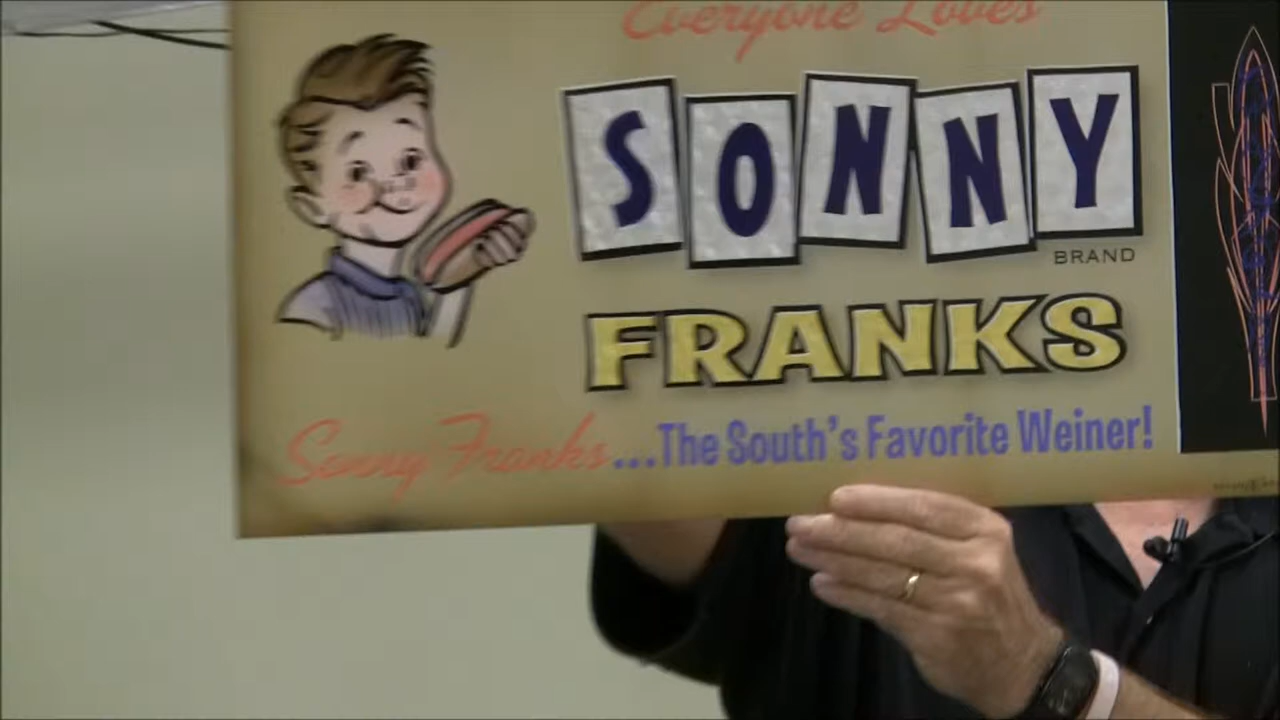 Everyone Loves
SONNY
BRAND
FRANKS
Sonny Franks...The South's Favorite Weiner!